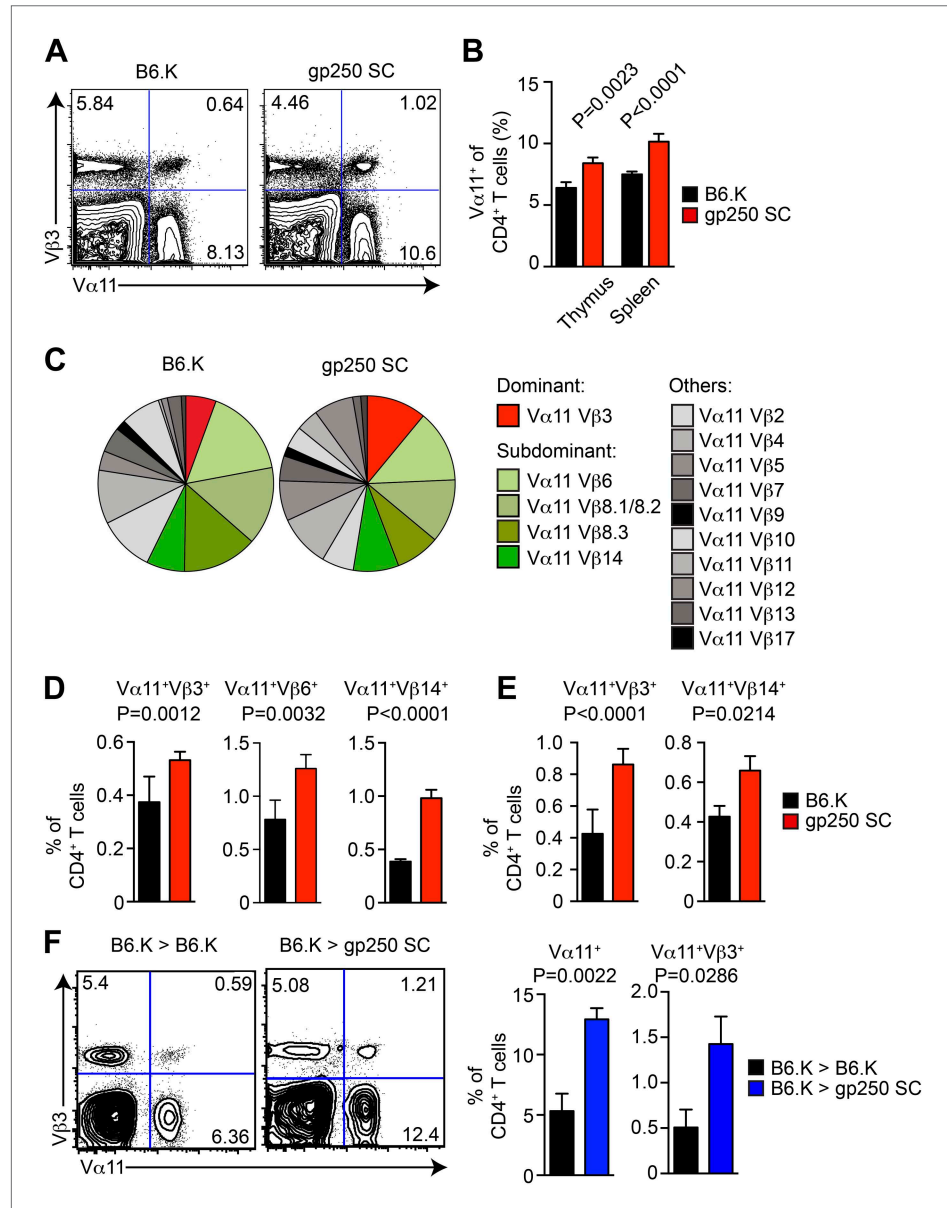 A
B6.K
gp250 SC
5.84
0.64
4.46
1.02
8.13
10.6
Vβ3
Vα11
B
15
10
5
0
Vα11⁺ of
CD4⁺ T cells (%)
P=0.0023
P<0.0001
Thymus
Spleen
B6.K
gp250 SC
C
B6.K
gp250 SC
Dominant:
Vα11 Vβ3
Subdominant:
Vα11 Vβ6
Vα11 Vβ8.1/8.2
Vα11 Vβ8.3
Vα11 Vβ14
Others:
Vα11 Vβ2
Vα11 Vβ4
Vα11 Vβ5
Vα11 Vβ7
Vα11 Vβ9
Vα11 Vβ10
Vα11 Vβ11
Vα11 Vβ12
Vα11 Vβ13
Vα11 Vβ17
D
Vα11⁺Vβ3⁺
P=0.0012
% of
CD4⁺ T cells
0.6
0.4
0.2
0
Vα11⁺Vβ6⁺
P=0.0032
1.5
1.0
0.5
0
Vα11⁺Vβ14⁺
P<0.0001
1.5
1.0
0.5
0
E
Vα11⁺Vβ3⁺
P<0.0001
% of
CD4⁺ T cells
1.0
0.8
0.6
0.4
0.2
0
Vα11⁺Vβ14⁺
P=0.0214
0.8
0.6
0.4
0.2
0
B6.K
gp250 SC
F
B6.K > B6.K
B6.K > gp250 SC
5.4
0.59
5.08
1.21
6.36
12.4
Vβ3
Vα11
Vα11⁺
P=0.0022
% of
CD4⁺ T cells
15
10
5
0
Vα11⁺Vβ3⁺
P=0.0286
2.0
1.5
1.0
0.5
0
B6.K > B6.K
B6.K > gp250 SC